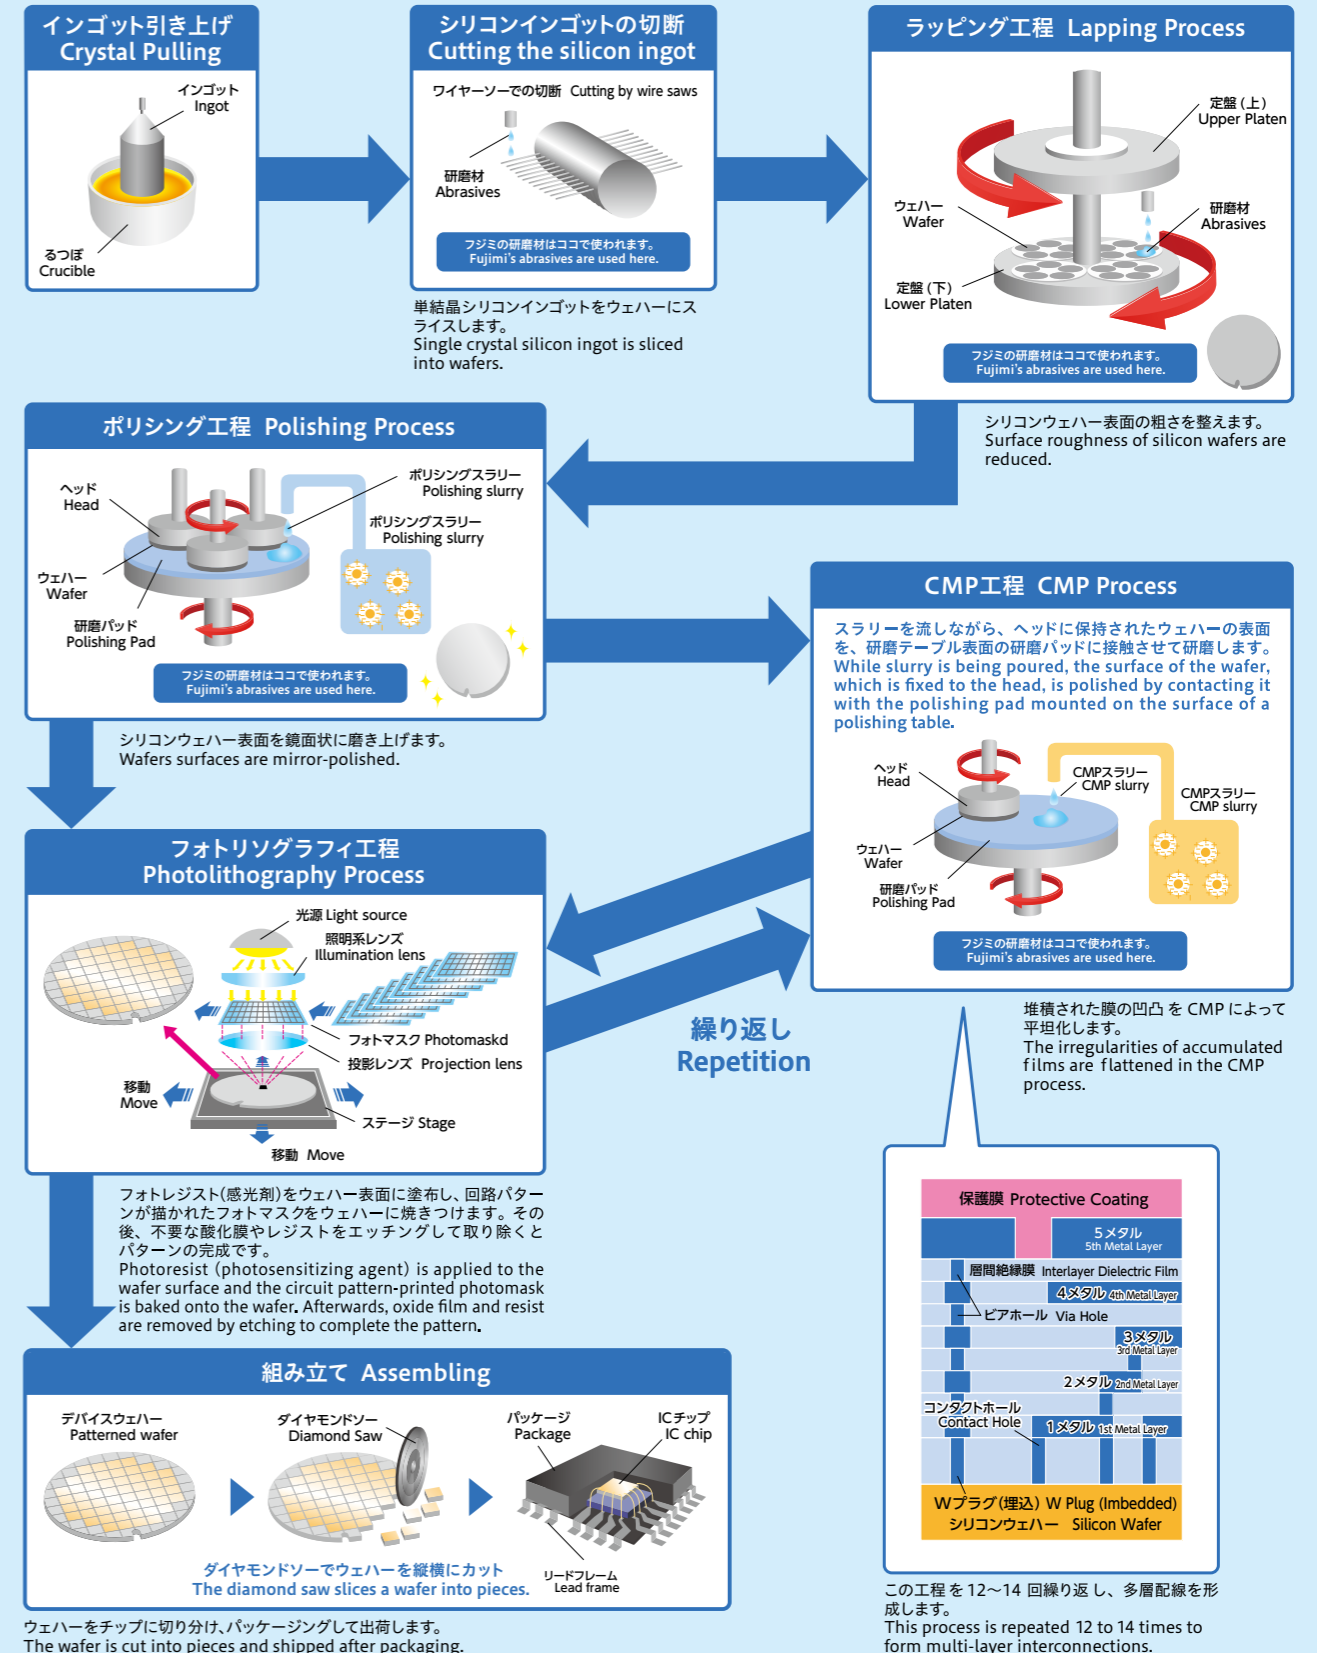 インゴット引き上げ
Crystal Pulling
インゴット
Ingot
るつぼ
Crucible
シリコンインゴットの切断
Cutting the silicon ingot
ワイヤーソーでの切断 Cutting by wire saws
研磨材
Abrasives
フジミの研磨材はココで使われます。
Fujimi's abrasives are used here.
単結晶シリコンインゴットをウェハーにス
ライスします。
Single crystal silicon ingot is sliced
into wafers.
ラッピング工程 Lapping Process
定盤(上)
Upper Platen
ウェハー
Wafer
研磨材
Abrasives
定盤(下)
Lower Platen
フジミの研磨材はココで使われます。
Fujimi's abrasives are used here.
シリコンウェハー表面の粗さを整えます。
Surface roughness of silicon wafers are
reduced.
ポリシング工程 Polishing Process
ヘッド
Head
ポリシングスラリー
Polishing slurry
ポリシングスラリー
Polishing slurry
ウェハー
Wafer
研磨パッド
Polishing Pad
フジミの研磨材はココで使われます。
Fujimi's abrasives are used here.
シリコンウェハー表面を鏡面状に磨き上げます。
Wafers surfaces are mirror-polished.
CMP工程 CMP Process
スラリーを流しながら、ヘッドに保持されたウェハーの表面
を、研磨テーブル表面の研磨パッドに接触させて研磨します。
While slurry is being poured, the surface of the wafer,
which is fixed to the head, is polished by contacting it
with the polishing pad mounted on the surface of a
polishing table.
ヘッド
Head
CMPスラリー
CMP slurry
CMPスラリー
CMP slurry
ウェハー
Wafer
研磨パッド
Polishing Pad
フジミの研磨材はココで使われます。
Fujimi's abrasives are used here.
堆積された膜の凹凸を CMP によって
平坦化します。
The irregularities of accumulated
films are flattened in the CMP
process.
フォトリソグラフィ工程
Photolithography Process
光源 Light source
照明系レンズ
Illumination lens
フォトマスク Photomaskd
投影レンズ Projection lens
移動
Move
ステージ Stage
移動 Move
繰り返し
Repetition
フォトレジスト(感光剤)をウェハー表面に塗布し、回路パター
ンが描かれたフォトマスクをウェハーに焼きつけます。その
後、不要な酸化膜やレジストをエッチングして取り除くと
パターンの完成です。
Photoresist (photosensitizing agent) is applied to the
wafer surface and the circuit pattern-printed photomask
is baked onto the wafer. Afterwards, oxide film and resist
are removed by etching to complete the pattern.
保護膜 Protective Coating
5メタル
5th Metal Layer
層間絶縁膜 Interlayer Dielectric Film
4メタル 4th Metal Layer
ビアホール Via Hole
3メタル
3rd Metal Layer
2メタル 2nd Metal Layer
コンタクトホール
Contact Hole
1メタル 1st Metal Layer
Wプラグ(埋込) W Plug (Imbedded)
シリコンウェハー Silicon Wafer
この工程を12～14 回繰り返し、多層配線を形
成します。
This process is repeated 12 to 14 times to
form multi-layer interconnections.
組み立て Assembling
デバイスウェハー
Patterned wafer
ダイヤモンドソー
Diamond Saw
パッケージ
Package
ICチップ
IC chip
リードフレーム
Lead frame
ダイヤモンドソーでウェハーを縦横にカット
The diamond saw slices a wafer into pieces.
ウェハーをチップに切り分け、パッケージングして出荷します。
The wafer is cut into pieces and shipped after packaging.